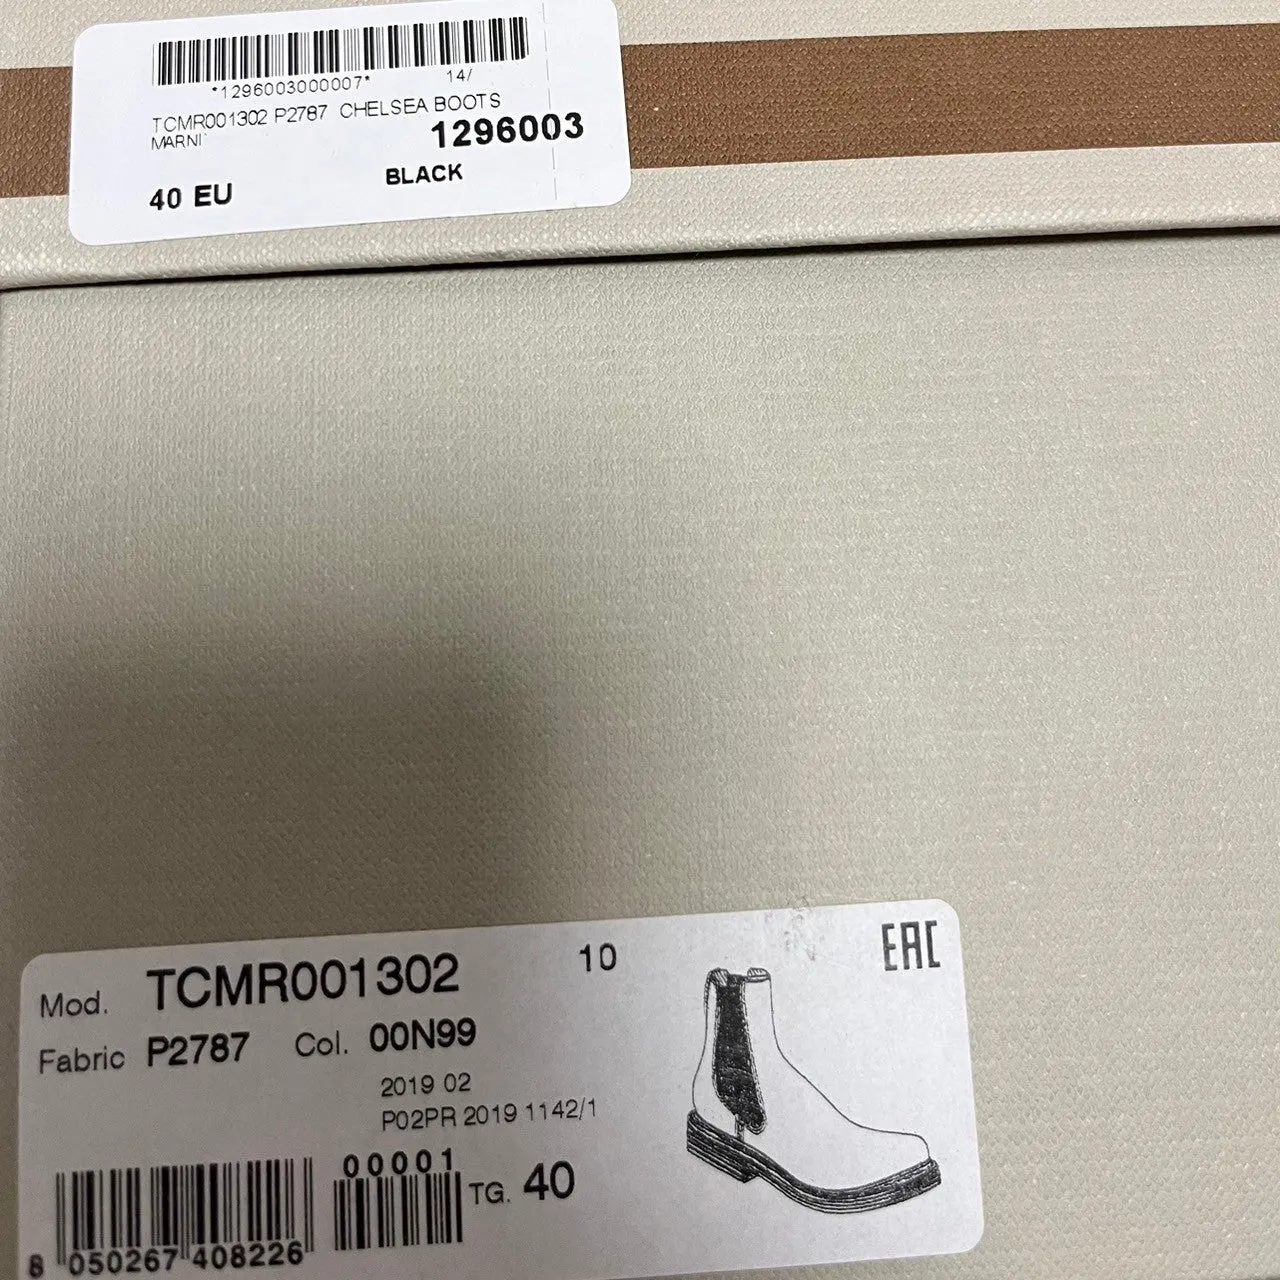 *1296003000007* 14/
TCMR001302 P2787 CHELSEA BOOTS
MARNI 1296003
BLACK
40 EU
Mod. TCMR001302 10 EAC
Fabric P2787 Col. 00N99
2019 02
P02PR 2019 1142/1
00001
TG. 40
8 050267 408226